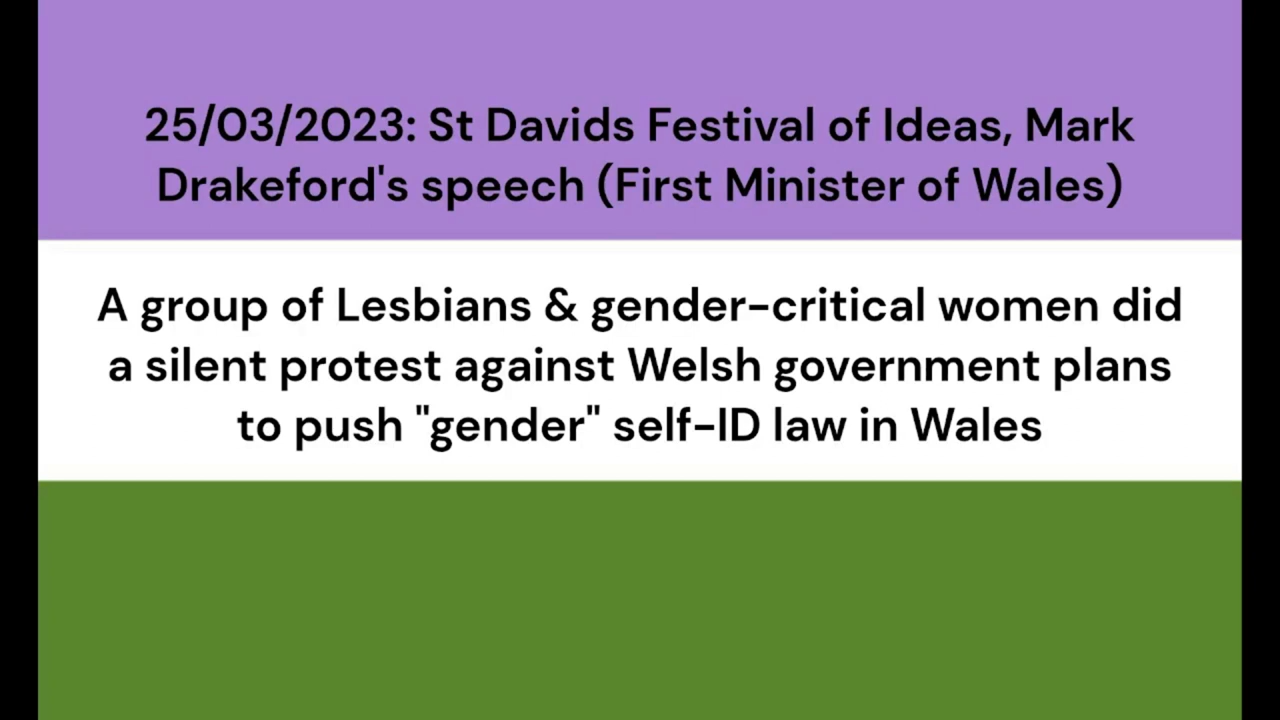 25/03/2023: St Davids Festival of Ideas, Mark
Drakeford's speech (First Minister of Wales)
A group of Lesbians & gender-critical women did
a silent protest against Welsh government plans
to push "gender" self-ID law in Wales